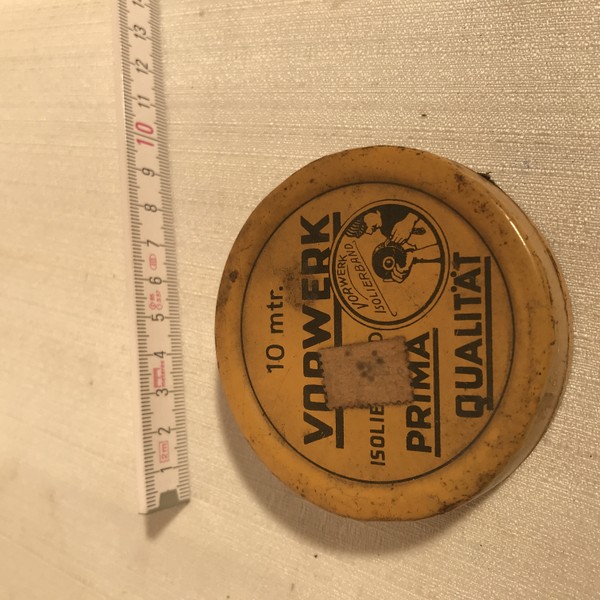 10 mtr.
VORWERK
VORWERK
ISOLIERBAND
PRIMA
QUALITÄT
1 2 3 4 5 6 7 8 9 10 11 12 13
2m